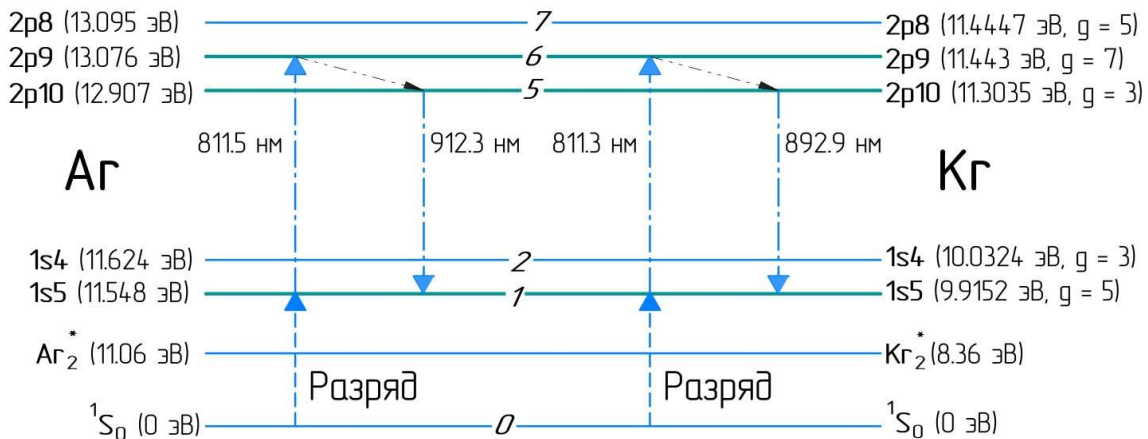 2p8 (13.095 эВ) 7 2p8 (11.4447 эВ, g = 5)
2p9 (13.076 эВ) 6 2p9 (11.443 эВ, g = 7)
2p10 (12.907 эВ) 5 2p10 (11.3035 эВ, g = 3)
811.5 нм 912.3 нм 811.3 нм 892.9 нм
Ar Kr
1s4 (11.624 эВ) 2 1s4 (10.0324 эВ, g = 3)
1s5 (11.548 эВ) 1 1s5 (9.9152 эВ, g = 5)
Ar₂* (11.06 эВ) Kr₂* (8.36 эВ)
Разряд Разряд
¹S₀ (0 эВ) 0 ¹S₀ (0 эВ)